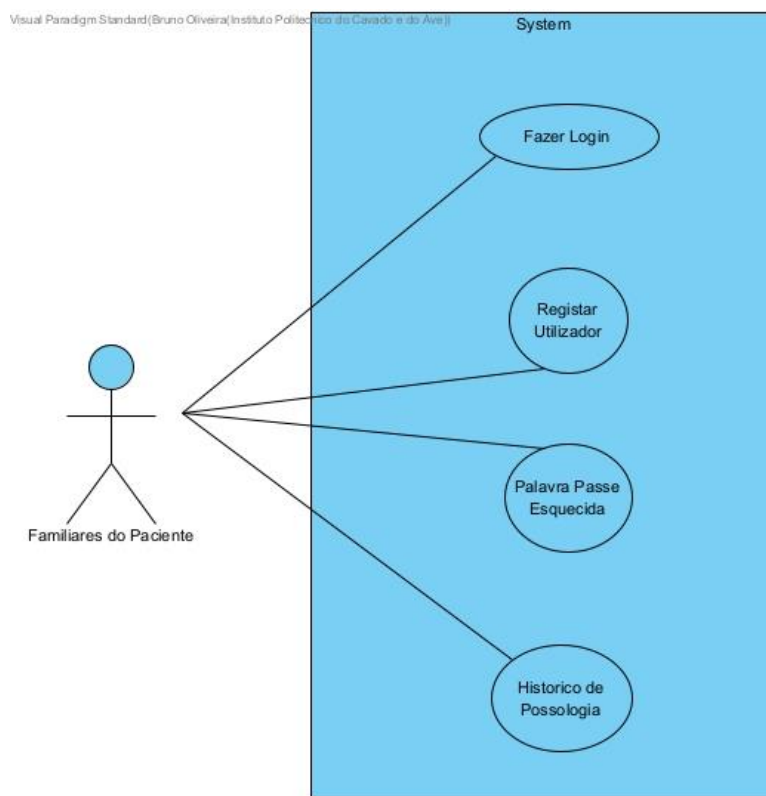 Visual Paradigm Standard(Bruno Oliveira(Instituto Politecnico do Cavado e do Ave))
System
Fazer Login
Registar
Utilizador
Palavra Passe
Esquecida
Familiares do Paciente
Historico de
Possologia